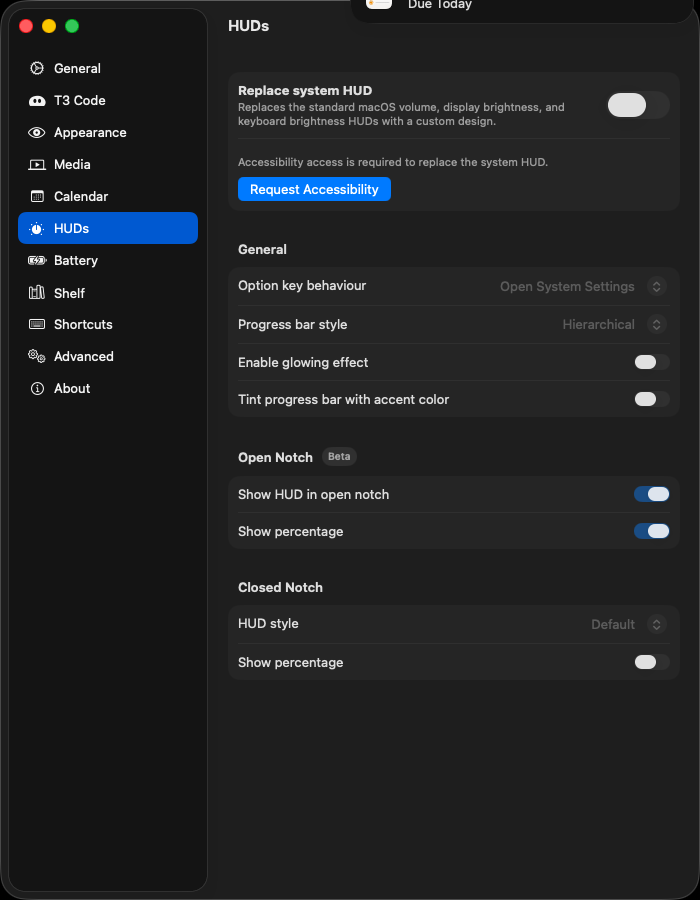 Due Today
HUDs
General
T3 Code
Appearance
Media
Calendar
HUDs
Battery
Shelf
Shortcuts
Advanced
About
Replace system HUD
Replaces the standard macOS volume, display brightness, and
keyboard brightness HUDs with a custom design.
Accessibility access is required to replace the system HUD.
Request Accessibility
General
Option key behaviour Open System Settings
Progress bar style Hierarchical
Enable glowing effect
Tint progress bar with accent color
Open Notch Beta
Show HUD in open notch
Show percentage
Closed Notch
HUD style Default
Show percentage